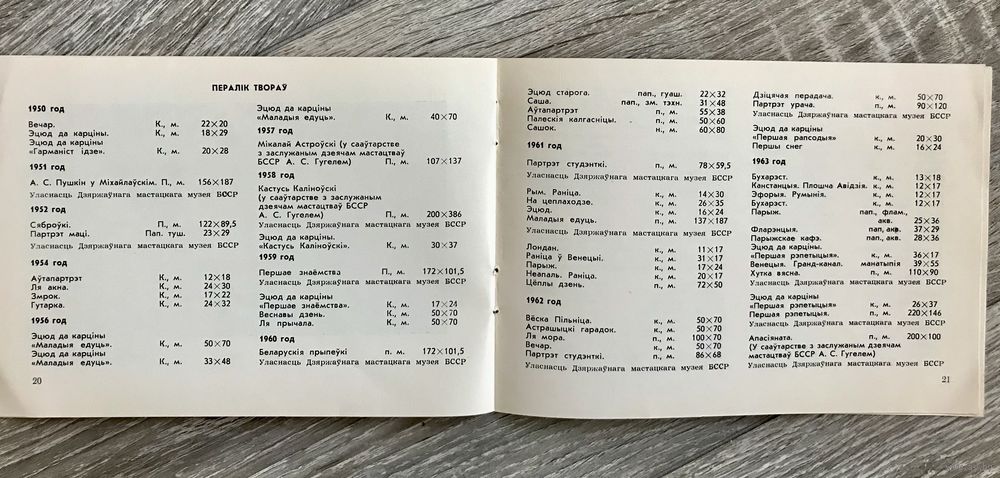 ПЕРАЛІК ТВОРАЎ
1950 год
Вечар. К., м. 22×20
Эцюд да карціны. К., м. 18×29
Эцюд да карціны
«Гарманіст ідзе». К., м. 20×28
1951 год
А. С. Пушкін у Міхайлаўскім. П., м. 156×187
Уласнасць Дзяржаўнага мастацкага музея БССР
1952 год
Сяброўкі. П., м. 122×89,5
Партрэт маці. Пап. туш. 23×29
Уласнасць Дзяржаўнага мастацкага музея БССР
1954 год
Аўтапартрэт К., м. 12×18
Ля акна. К., м. 24×30
Змрок. К., м. 17×22
Гутарка. К., м. 24×32
1956 год
Эцюд да карціны
«Маладыя едуць». К., м. 50×70
Эцюд да карціны
«Маладыя едуць». К., м. 33×48
20
Эцюд да карціны
«Маладыя едуць». К., м. 40×70
1957 год
Мікалай Астроўскі (у сааўтарстве
з заслужаным дзеячам мастацтваў
БССР А. С. Гугелем) П., м. 107×137
1958 год
Кастусь Каліноўскі
(у сааўтарстве з заслужаным
дзеячам мастацтваў БССР
А. С. Гугелем) П., м. 200×386
Уласнасць Дзяржаўнага мастацкага музея БССР
Эцюд да карціны.
«Кастусь Каліноўскі». К., м. 30×37
1959 год
Першае знаёмства П., м. 172×101,5
Уласнасць Дзяржаўнага мастацкага музея БССР
Эцюд да карціны
«Першае знаёмства». К., м. 17×24
Веснавы дзень. К., м. 50×70
Ля прычала. К., м. 50×70
1960 год
Беларускія прыпеўкі п. м. 172×101,5
Уласнасць Дзяржаўнага мастацкага музея БССР
Эцюд старога. пап., гуаш. 22×32
Саша. пап., зм. тэхн. 31×48
Аўтапартрэт п., м. 55×38
Палескія калгасніцы. п., м. 50×60
Сашок. н., м. 60×80
1961 год
Партрэт студэнткі. п., м. 78×59,5
Уласнасць Дзяржаўнага мастацкага музея БССР
Рым. Раніца. к., м. 14×30
На цеплаходзе. к., м. 26×35
Эцюд. к., м. 16×24
Маладыя едуць. п., м. 137×187
Уласнасць Дзяржаўнага мастацкага музея БССР
Лондан. к., м. 11×17
Раніца ў Венецыі. к., м. 31×17
Парыж. к., м. 17×24
Неапаль. Раніца. к., м. 20×17
Цёплы дзень. п., м. 72×50
1962 год
Вёска Пільніца. к., м. 50×70
Астрашыцкі гарадок. к., м. 50×70
Ля мора. п., м. 100×70
Вечар. к., м. 50×70
Партрэт студэнткі. п., м. 86×68
Уласнасць Дзяржаўнага мастацкага музея БССР
Дзіцячая перадача. к., м. 50×70
Партрэт урача. п., м. 90×120
Уласнасць Дзяржаўнага мастацкага музея БССР
Эцюд да карціны
«Першая рапсодыя» к., м. 20×30
Першы снег к., м. 16×24
1963 год
Бухарэст. к., м. 13×18
Канстанцыя. Плошча Авідзія. к., м. 12×17
Эфорыя. Румынія. к., м. 12×17
Бухарэст. к., м. 12×17
Парыж. пап., флам.,
акв. 25×36
Фларэнцыя. пап., акв. 37×29
Парыжскае кафэ. пап., акв. 28×36
Эцюд да карціны.
«Першая рэпетыцыя». к., м. 36×17
Венецыя. Гранд-канал. манатыпія 39×55
Хутка вясна. п., м. 110×90
Уласнасць Дзяржаўнага мастацкага музея БССР
Эцюд да карціны
«Першая рэпетыцыя» к., м. 26×37
Першая рэпетыцыя. п., м. 220×146
Уласнасць Дзяржаўнага мастацкага музея БССР
Апасіяната. п., м. 200×100
(У сааўтарстве з заслужаным дзеячам
мастацтваў БССР А. С. Гугелем)
Уласнасць Дзяржаўнага мастацкага музея БССР
21